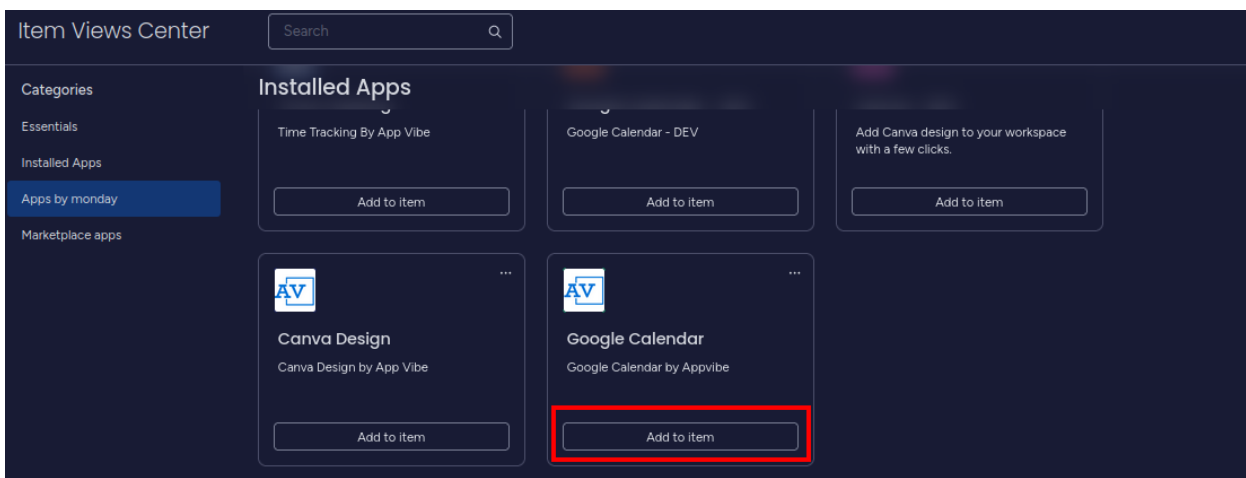 Item Views Center
Search
Categories
Essentials
Installed Apps
Apps by monday
Marketplace apps
Installed Apps
Time Tracking By App Vibe
Add to item
Google Calendar - DEV
Add to item
Add Canva design to your workspace
with a few clicks.
Add to item
AV
Canva Design
Canva Design by App Vibe
Add to item
AV
Google Calendar
Google Calendar by Appvibe
Add to item